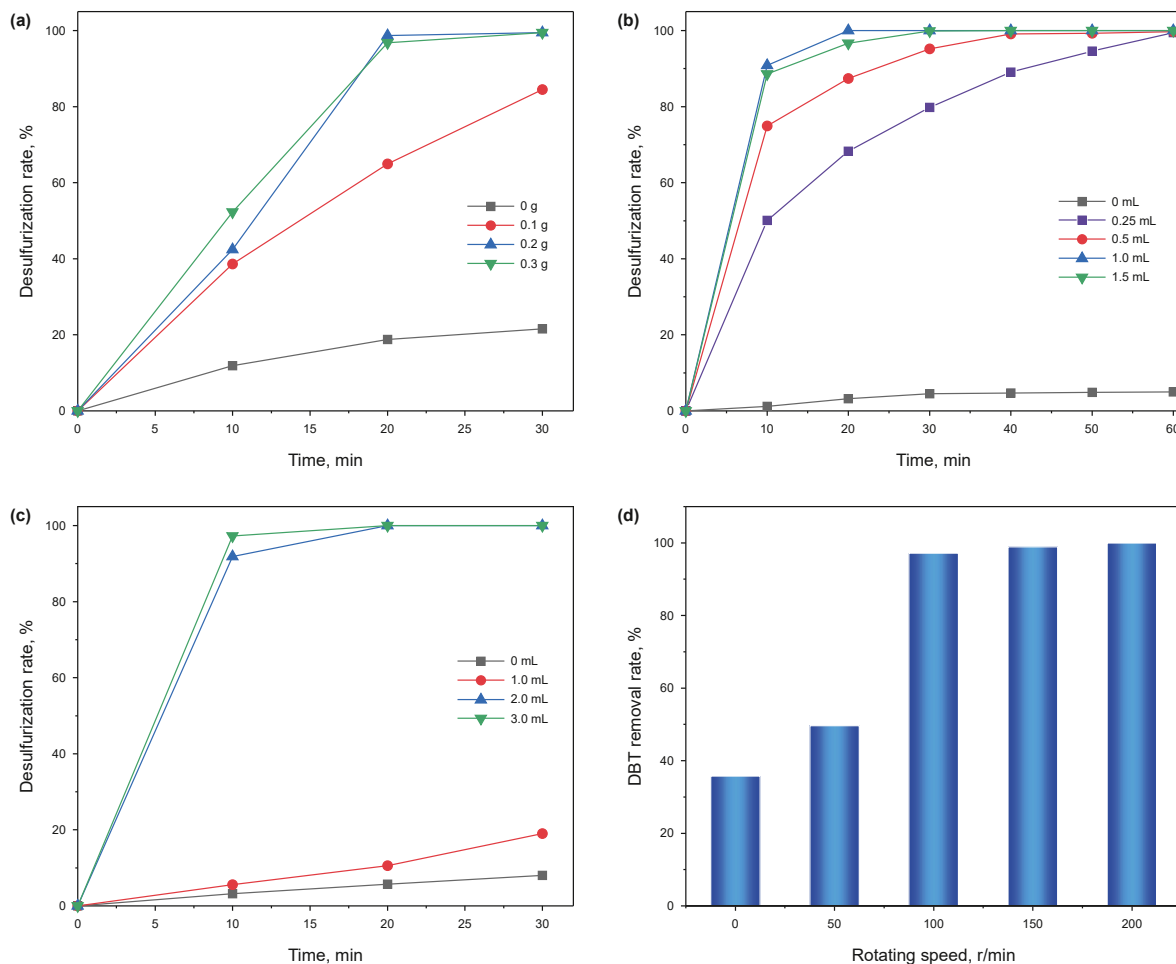 (a)
100
80
60
40
20
0
Desulfurization rate, %
0 g
0.1 g
0.2 g
0.3 g
0 5 10 15 20 25 30
Time, min
(b)
100
80
60
40
20
0
Desulfurization rate, %
0 mL
0.25 mL
0.5 mL
1.0 mL
1.5 mL
0 10 20 30 40 50 60
Time, min
(c)
100
80
60
40
20
0
Desulfurization rate, %
0 mL
1.0 mL
2.0 mL
3.0 mL
0 5 10 15 20 25 30
Time, min
(d)
100
80
60
40
20
0
DBT removal rate, %
0 50 100 150 200
Rotating speed, r/min